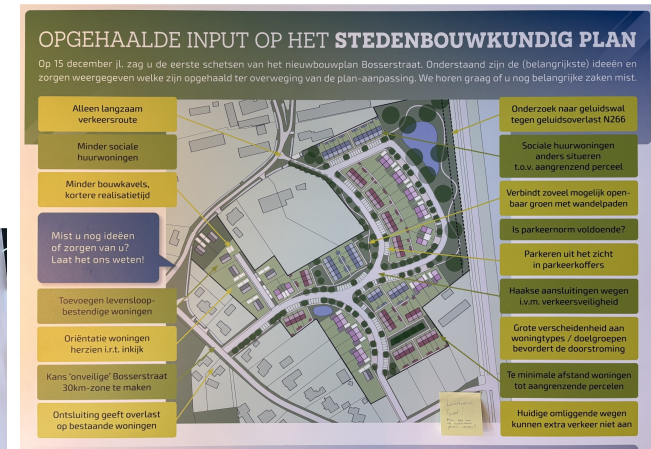 OPGEHAALDE INPUT OP HET STEDENBOUWKUNDIG PLAN
Op 15 december jl. zag u de eerste schetsen van het nieuwbouwplan Bosserstraat. Onderstaand zijn de (belangrijkste) ideeën en
zorgen weergegeven welke zijn opgehaald ter overweging van de plan-aanpassing. We horen graag of u nog belangrijke zaken mist.
Alleen langzaam
verkeersroute
Minder sociale
huurwoningen
Minder bouwkavels,
kortere realisatietijd
Mist u nog ideeën
of zorgen van u?
Laat het ons weten!
Toevoegen levensloop-
bestendige woningen
Oriëntatie woningen
herzien i.r.t. inkijk
Kans 'onveilige' Bosserstraat
30km-zone te maken
Ontsluiting geeft overlast
op bestaande woningen
Onderzoek naar geluidswal
tegen geluidsoverlast N266
Sociale huurwoningen
anders situeren
t.o.v. aangrenzend perceel
Verbindt zoveel mogelijk open-
baar groen met wandelpaden
Is parkeernorm voldoende?
Parkeren uit het zicht
in parkeerkoffers
Haakse aansluitingen wegen
i.v.m. verkeersveiligheid
Grote verscheidenheid aan
woningtypes / doelgroepen
bevordert de doorstroming
Te minimale afstand woningen
tot aangrenzende percelen
Huidige omliggende wegen
kunnen extra verkeer niet aan